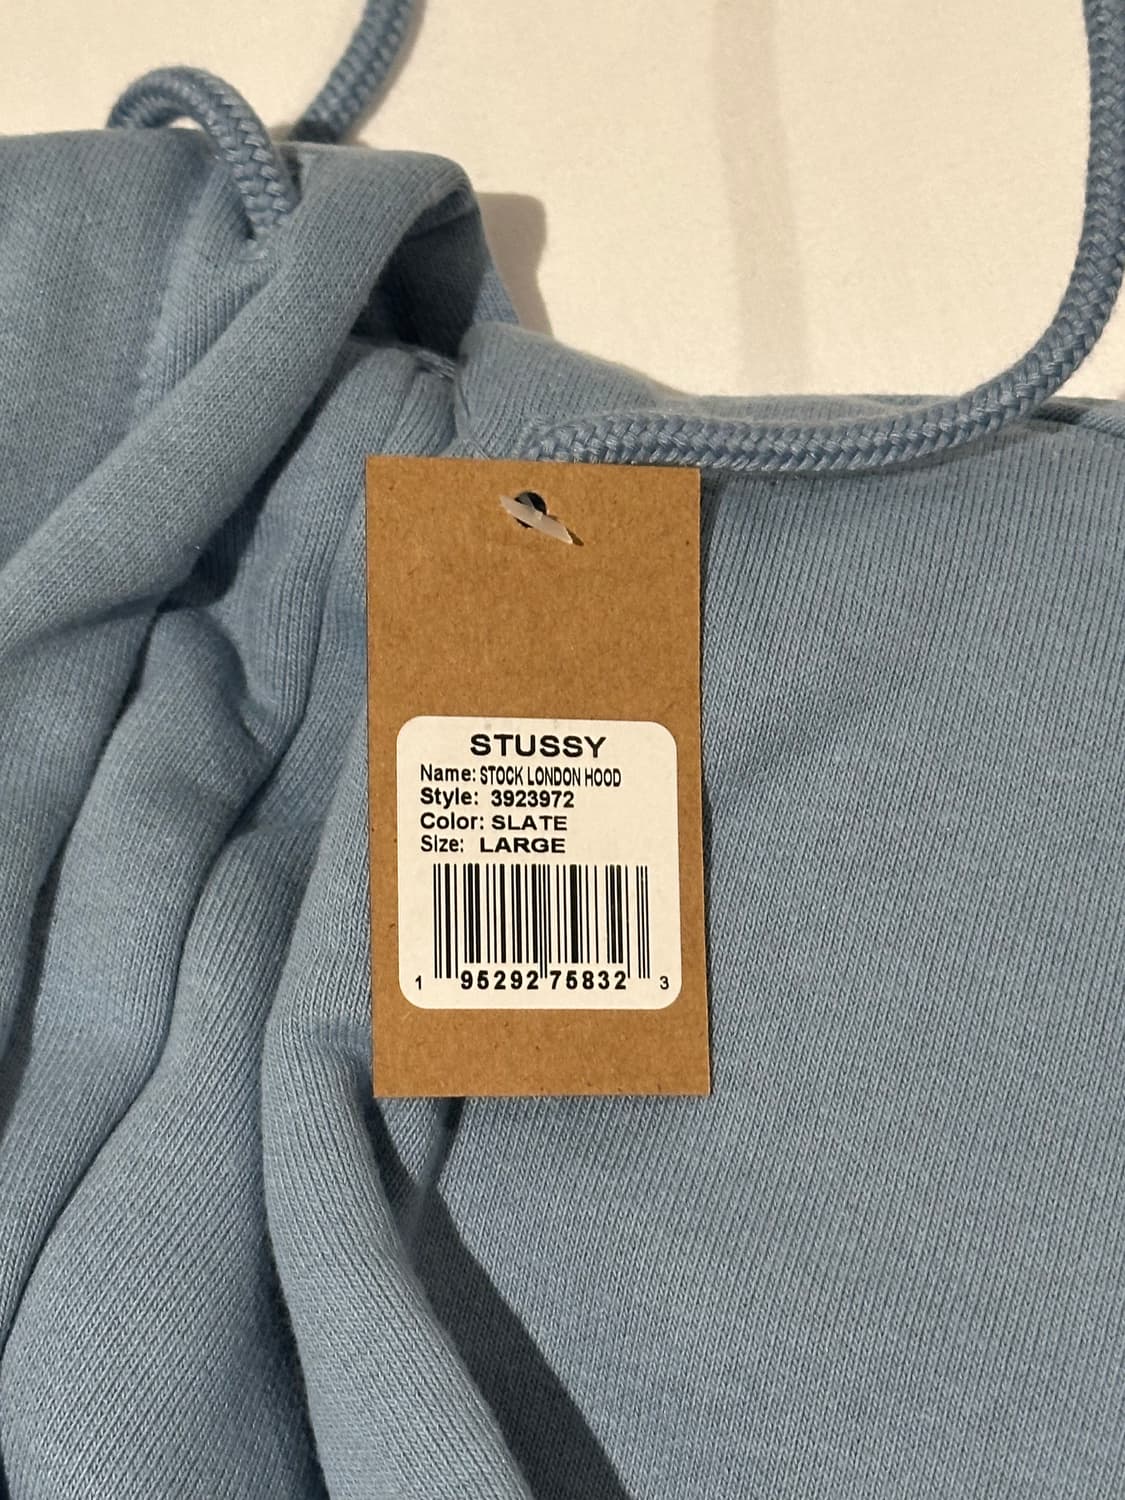 STUSSY
Name: STOCK LONDON HOOD
Style: 3923972
Color: SLATE
Size: LARGE
1 95292 75832 3